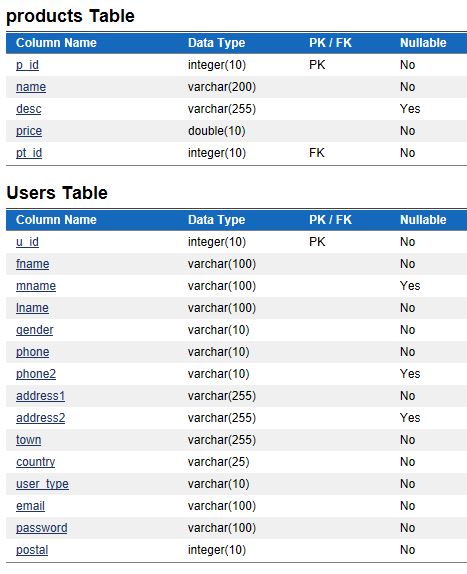 products Table
Column Name Data Type PK / FK Nullable
p_id integer(10) PK No
name varchar(200) No
desc varchar(255) Yes
price double(10) No
pt_id integer(10) FK No
Users Table
Column Name Data Type PK / FK Nullable
u_id integer(10) PK No
fname varchar(100) No
mname varchar(100) Yes
lname varchar(100) No
gender varchar(10) No
phone varchar(10) No
phone2 varchar(10) Yes
address1 varchar(255) No
address2 varchar(255) Yes
town varchar(255) No
country varchar(25) No
user_type varchar(10) No
email varchar(100) No
password varchar(100) No
postal integer(10) No